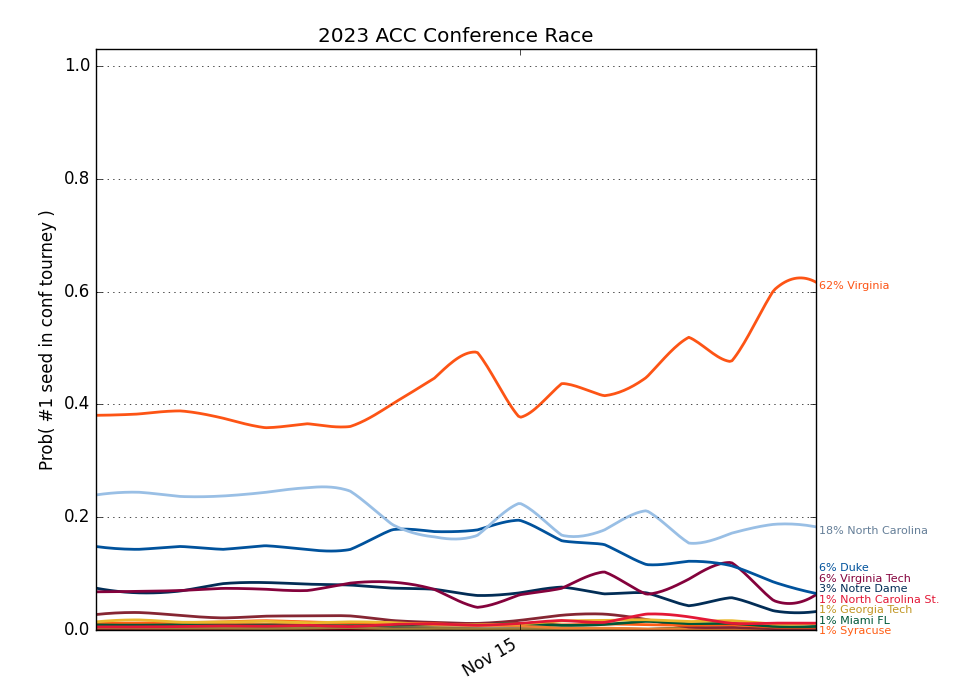 2023 ACC Conference Race
Prob( #1 seed in conf tourney )
1.0
0.8
0.6
0.4
0.2
0.0
Nov 15
62% Virginia
18% North Carolina
6% Duke
6% Virginia Tech
3% Notre Dame
1% North Carolina St.
1% Georgia Tech
1% Miami FL
1% Syracuse